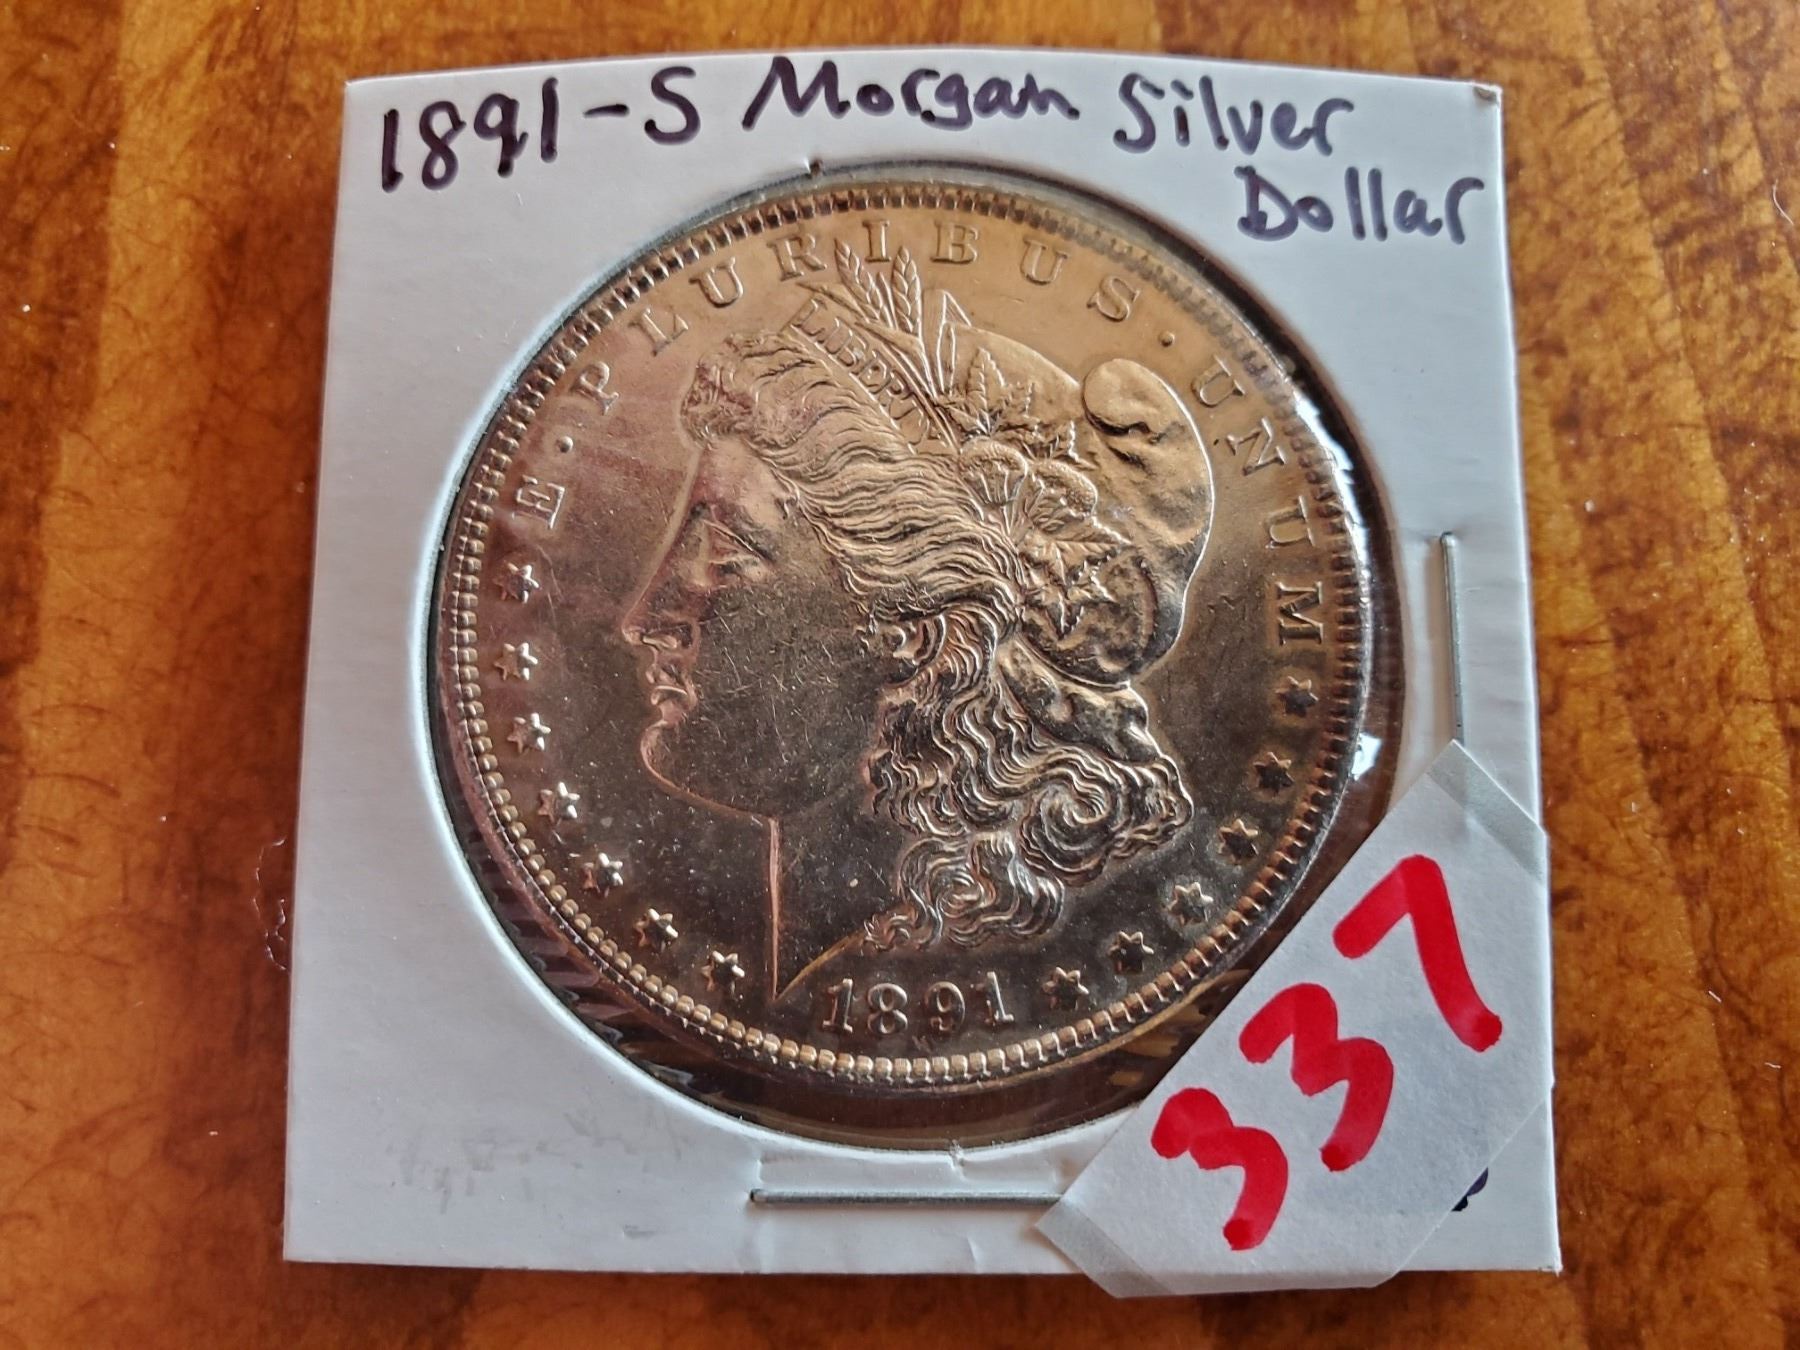 1891-S Morgan Silver
Dollar
E·PLURIBUS·UNUM
LIBERTY
1891
337